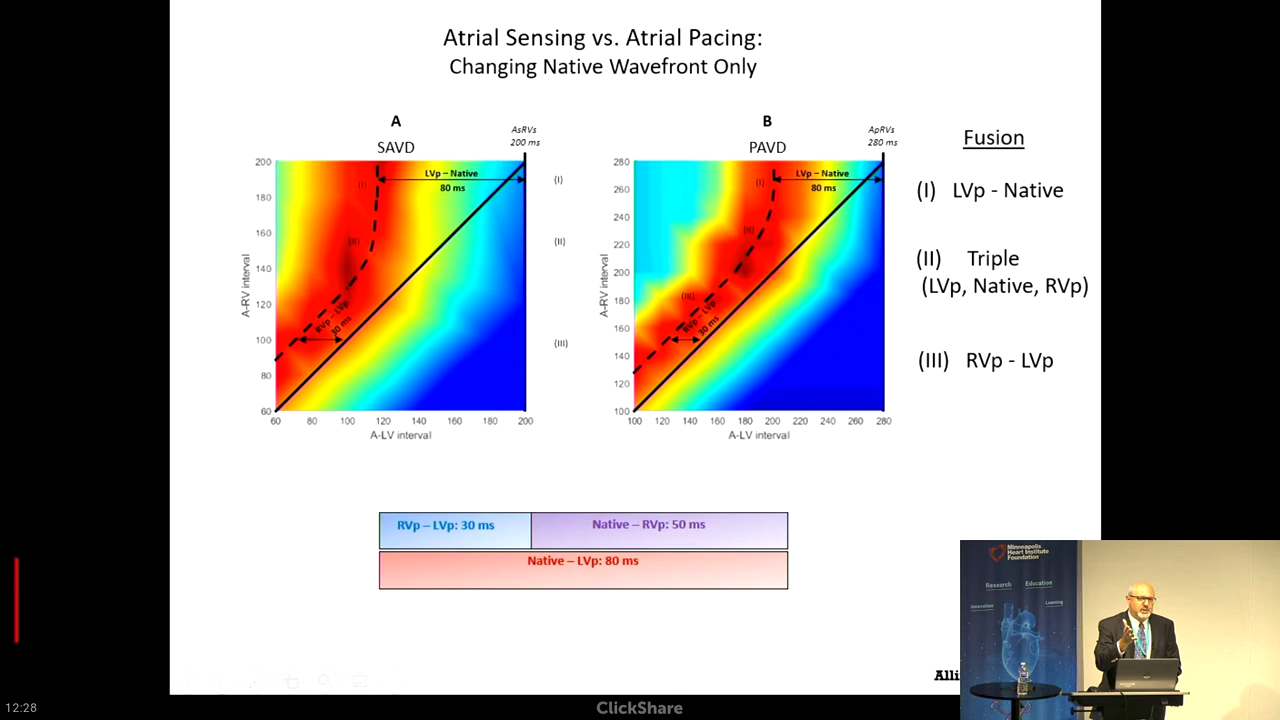 Atrial Sensing vs. Atrial Pacing:
Changing Native Wavefront Only
A
SAVD
AsRVs
200 ms
LVp – Native
80 ms
(I)
(II)
RVp – LVp
30 ms
A-RV interval
200
180
160
140
120
100
80
60
60 80 100 120 140 160 180 200
A-LV interval
(I)
(II)
(III)
B
PAVD
ApRVs
280 ms
LVp – Native
80 ms
(I)
(II)
(III)
RVp – LVp
30 ms
A-RV interval
280
260
240
220
200
180
160
140
120
100
100 120 140 160 180 200 220 240 260 280
A-LV interval
Fusion
(I) LVp - Native
(II) Triple
(LVp, Native, RVp)
(III) RVp - LVp
RVp – LVp: 30 ms
Native – RVp: 50 ms
Native – LVp: 80 ms
Minneapolis
Heart Institute
Foundation
Research
Education
Innovation
Learning
Alli
12:28
ClickShare